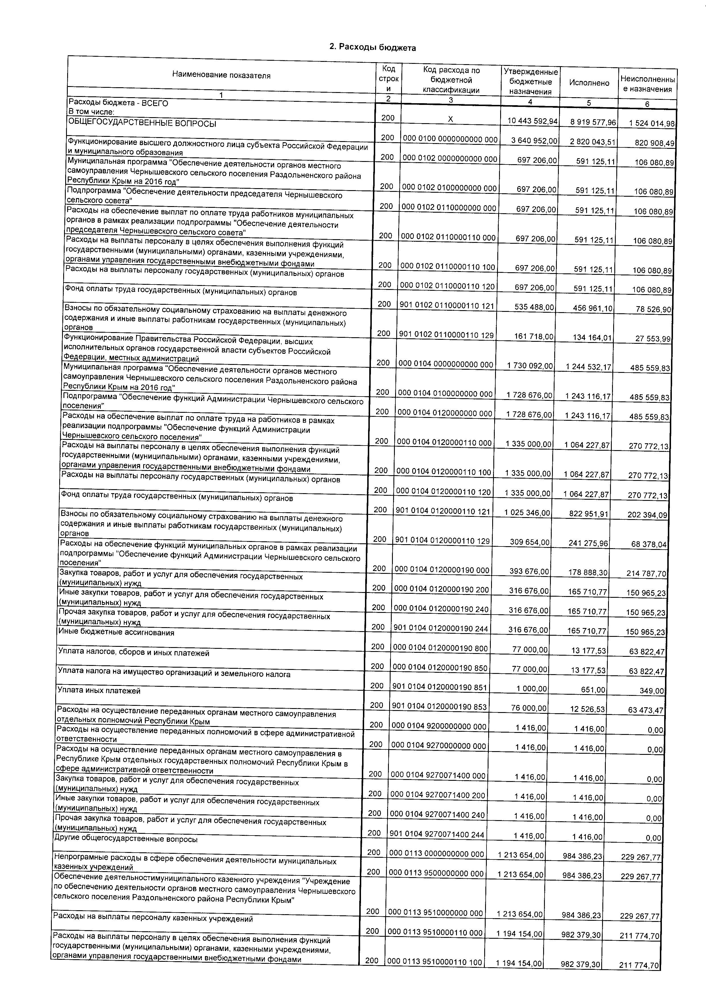 2. Расходы бюджета
Наименование показателя
Код
строк
и
Код расхода по
бюджетной
классификации
Утвержденные
бюджетные
назначения
Исполнено
Неисполненны
е назначения
1 2 3 4 5 6
Расходы бюджета - ВСЕГО
В том числе:
200 X 10 443 592,94 8 919 577,96 1 524 014,98
ОБЩЕГОСУДАРСТВЕННЫЕ ВОПРОСЫ
200 000 0100 0000000000 000 3 640 952,00 2 820 043,51 820 908,49
Функционирование высшего должностного лица субъекта Российской Федерации
и муниципального образования
200 000 0102 0000000000 000 697 206,00 591 125,11 106 080,89
Муниципальная программа "Обеспечение деятельности органов местного
самоуправления Чернышевского сельского поселения Раздольненского района
Республики Крым на 2016 год"
200 000 0102 0100000000 000 697 206,00 591 125,11 106 080,89
Подпрограмма "Обеспечение деятельности председателя Чернышевского
сельского совета"
200 000 0102 0110000000 000 697 206,00 591 125,11 106 080,89
Расходы на обеспечение выплат по оплате труда работников муниципальных
органов в рамках реализации подпрограммы "Обеспечение деятельности
председателя Чернышевского сельского совета"
200 000 0102 0110000110 000 697 206,00 591 125,11 106 080,89
Расходы на выплаты персоналу в целях обеспечения выполнения функций
государственными (муниципальными) органами, казенными учреждениями,
органами управления государственными внебюджетными фондами
200 000 0102 0110000110 100 697 206,00 591 125,11 106 080,89
Расходы на выплаты персоналу государственных (муниципальных) органов
200 000 0102 0110000110 120 697 206,00 591 125,11 106 080,89
Фонд оплаты труда государственных (муниципальных) органов
200 901 0102 0110000110 121 535 488,00 456 961,10 78 526,90
Взносы по обязательному социальному страхованию на выплаты денежного
содержания и иные выплаты работникам государственных (муниципальных)
органов
200 901 0102 0110000110 129 161 718,00 134 164,01 27 553,99
Функционирование Правительства Российской Федерации, высших
исполнительных органов государственной власти субъектов Российской
Федерации, местных администраций
200 000 0104 0000000000 000 1 730 092,00 1 244 532,17 485 559,83
Муниципальная программа "Обеспечение деятельности органов местного
самоуправления Чернышевского сельского поселения Раздольненского района
Республики Крым на 2016 год"
200 000 0104 0100000000 000 1 728 676,00 1 243 116,17 485 559,83
Подпрограмма "Обеспечение функций Администрации Чернышевского сельского
поселения"
200 000 0104 0120000000 000 1 728 676,00 1 243 116,17 485 559,83
Расходы на обеспечение выплат по оплате труда на работников в рамках
реализации подпрограммы "Обеспечение функций Администрации
Чернышевского сельского поселения"
200 000 0104 0120000110 000 1 335 000,00 1 064 227,87 270 772,13
Расходы на выплаты персоналу в целях обеспечения выполнения функций
государственными (муниципальными) органами, казенными учреждениями,
органами управления государственными внебюджетными фондами
200 000 0104 0120000110 100 1 335 000,00 1 064 227,87 270 772,13
Расходы на выплаты персоналу государственных (муниципальных) органов
200 000 0104 0120000110 120 1 335 000,00 1 064 227,87 270 772,13
Фонд оплаты труда государственных (муниципальных) органов
200 901 0104 0120000110 121 1 025 346,00 822 951,91 202 394,09
Взносы по обязательному социальному страхованию на выплаты денежного
содержания и иные выплаты работникам государственных (муниципальных)
органов
200 901 0104 0120000110 129 309 654,00 241 275,96 68 378,04
Расходы на обеспечение функций муниципальных органов в рамках реализации
подпрограммы "Обеспечение функций Администрации Чернышевского сельского
поселения"
200 000 0104 0120000190 000 393 676,00 178 888,30 214 787,70
Закупка товаров, работ и услуг для обеспечения государственных
(муниципальных) нужд
200 000 0104 0120000190 200 316 676,00 165 710,77 150 965,23
Иные закупки товаров, работ и услуг для обеспечения государственных
(муниципальных) нужд
200 000 0104 0120000190 240 316 676,00 165 710,77 150 965,23
Прочая закупка товаров, работ и услуг для обеспечения государственных
(муниципальных) нужд
200 901 0104 0120000190 244 316 676,00 165 710,77 150 965,23
Иные бюджетные ассигнования
200 000 0104 0120000190 800 77 000,00 13 177,53 63 822,47
Уплата налогов, сборов и иных платежей
200 000 0104 0120000190 850 77 000,00 13 177,53 63 822,47
Уплата налога на имущество организаций и земельного налога
200 901 0104 0120000190 851 1 000,00 651,00 349,00
Уплата иных платежей
200 901 0104 0120000190 853 76 000,00 12 526,53 63 473,47
Расходы на осуществление переданных органам местного самоуправления
отдельных полномочий Республики Крым
200 000 0104 9200000000 000 1 416,00 1 416,00 0,00
Расходы на осуществление переданных полномочий в сфере административной
ответственности
200 000 0104 9270000000 000 1 416,00 1 416,00 0,00
Расходы на осуществление переданных органам местного самоуправления в
Республике Крым отдельных государственных полномочий Республики Крым в
сфере административной ответственности
200 000 0104 9270071400 000 1 416,00 1 416,00 0,00
Закупка товаров, работ и услуг для обеспечения государственных
(муниципальных) нужд
200 000 0104 9270071400 200 1 416,00 1 416,00 0,00
Иные закупки товаров, работ и услуг для обеспечения государственных
(муниципальных) нужд
200 000 0104 9270071400 240 1 416,00 1 416,00 0,00
Прочая закупка товаров, работ и услуг для обеспечения государственных
(муниципальных) нужд
200 901 0104 9270071400 244 1 416,00 1 416,00 0,00
Другие общегосударственные вопросы
200 000 0113 0000000000 000 1 213 654,00 984 386,23 229 267,77
Непрограмные расходы в сфере обеспечения деятельности муниципальных
казенных учреждений
200 000 0113 9500000000 000 1 213 654,00 984 386,23 229 267,77
Обеспечение деятельностимуниципального казенного учреждения "Учреждение
по обеспечению деятельности органов местного самоуправления Чернышевского
сельского поселения Раздольненского района Республики Крым"
200 000 0113 9510000000 000 1 213 654,00 984 386,23 229 267,77
Расходы на выплаты персоналу казенных учреждений
200 000 0113 9510000110 000 1 194 154,00 982 379,30 211 774,70
Расходы на выплаты персоналу в целях обеспечения выполнения функций
государственными (муниципальными) органами, казенными учреждениями,
органами управления государственными внебюджетными фондами
200 000 0113 9510000110 100 1 194 154,00 982 379,30 211 774,70